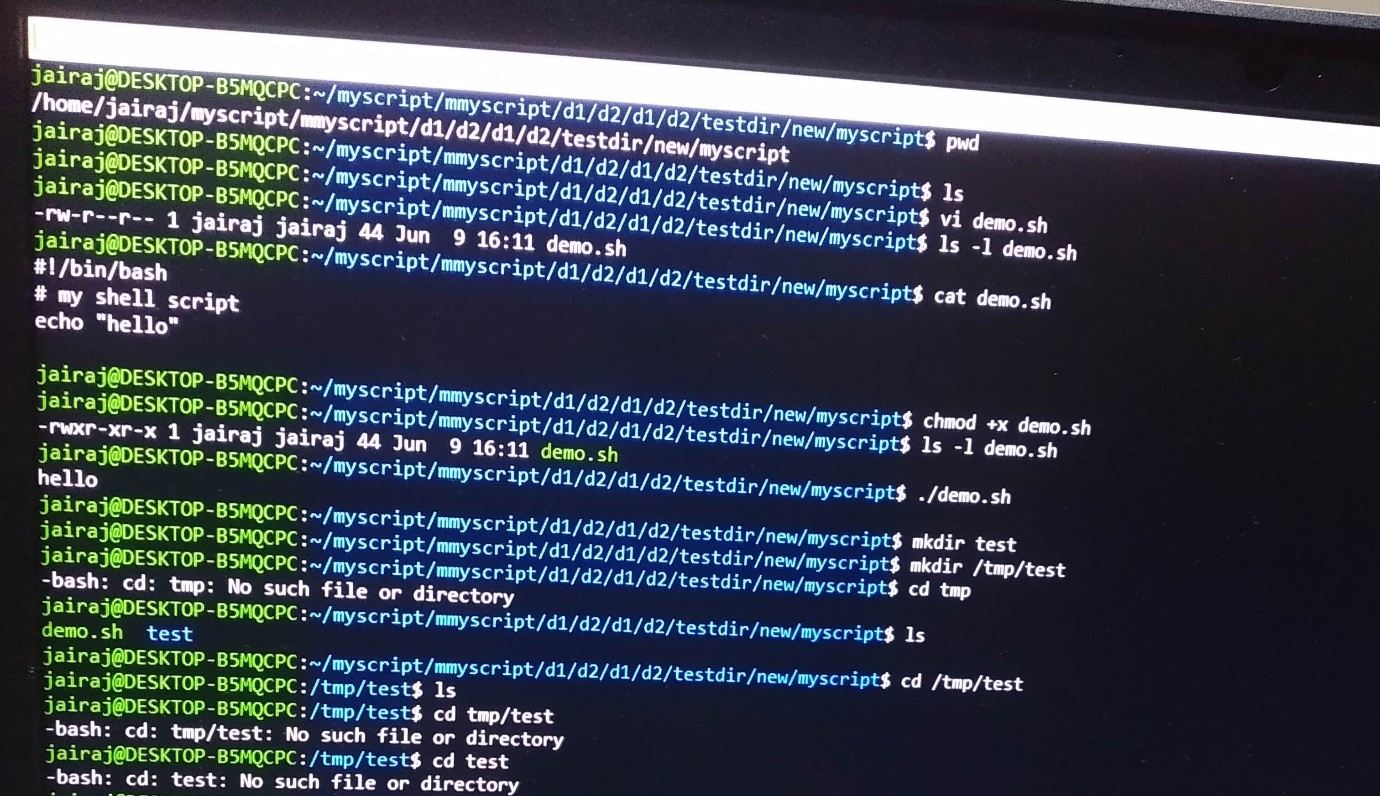 jairaj@DESKTOP-B5MQCPC:~/myscript/mmyscript/d1/d2/d1/d2/testdir/new/myscript$ pwd
/home/jairaj/myscript/mmyscript/d1/d2/d1/d2/testdir/new/myscript
jairaj@DESKTOP-B5MQCPC:~/myscript/mmyscript/d1/d2/d1/d2/testdir/new/myscript$ ls
jairaj@DESKTOP-B5MQCPC:~/myscript/mmyscript/d1/d2/d1/d2/testdir/new/myscript$ vi demo.sh
jairaj@DESKTOP-B5MQCPC:~/myscript/mmyscript/d1/d2/d1/d2/testdir/new/myscript$ ls -l demo.sh
-rw-r--r-- 1 jairaj jairaj 44 Jun  9 16:11 demo.sh
jairaj@DESKTOP-B5MQCPC:~/myscript/mmyscript/d1/d2/d1/d2/testdir/new/myscript$ cat demo.sh
#!/bin/bash
# my shell script
echo "hello"

jairaj@DESKTOP-B5MQCPC:~/myscript/mmyscript/d1/d2/d1/d2/testdir/new/myscript$ chmod +x demo.sh
jairaj@DESKTOP-B5MQCPC:~/myscript/mmyscript/d1/d2/d1/d2/testdir/new/myscript$ ls -l demo.sh
-rwxr-xr-x 1 jairaj jairaj 44 Jun  9 16:11 demo.sh
jairaj@DESKTOP-B5MQCPC:~/myscript/mmyscript/d1/d2/d1/d2/testdir/new/myscript$ ./demo.sh
hello
jairaj@DESKTOP-B5MQCPC:~/myscript/mmyscript/d1/d2/d1/d2/testdir/new/myscript$ mkdir test
jairaj@DESKTOP-B5MQCPC:~/myscript/mmyscript/d1/d2/d1/d2/testdir/new/myscript$ mkdir /tmp/test
jairaj@DESKTOP-B5MQCPC:~/myscript/mmyscript/d1/d2/d1/d2/testdir/new/myscript$ cd tmp
-bash: cd: tmp: No such file or directory
jairaj@DESKTOP-B5MQCPC:~/myscript/mmyscript/d1/d2/d1/d2/testdir/new/myscript$ ls
demo.sh  test
jairaj@DESKTOP-B5MQCPC:~/myscript/mmyscript/d1/d2/d1/d2/testdir/new/myscript$ cd /tmp/test
jairaj@DESKTOP-B5MQCPC:/tmp/test$ ls
jairaj@DESKTOP-B5MQCPC:/tmp/test$ cd tmp/test
-bash: cd: tmp/test: No such file or directory
jairaj@DESKTOP-B5MQCPC:/tmp/test$ cd test
-bash: cd: test: No such file or directory